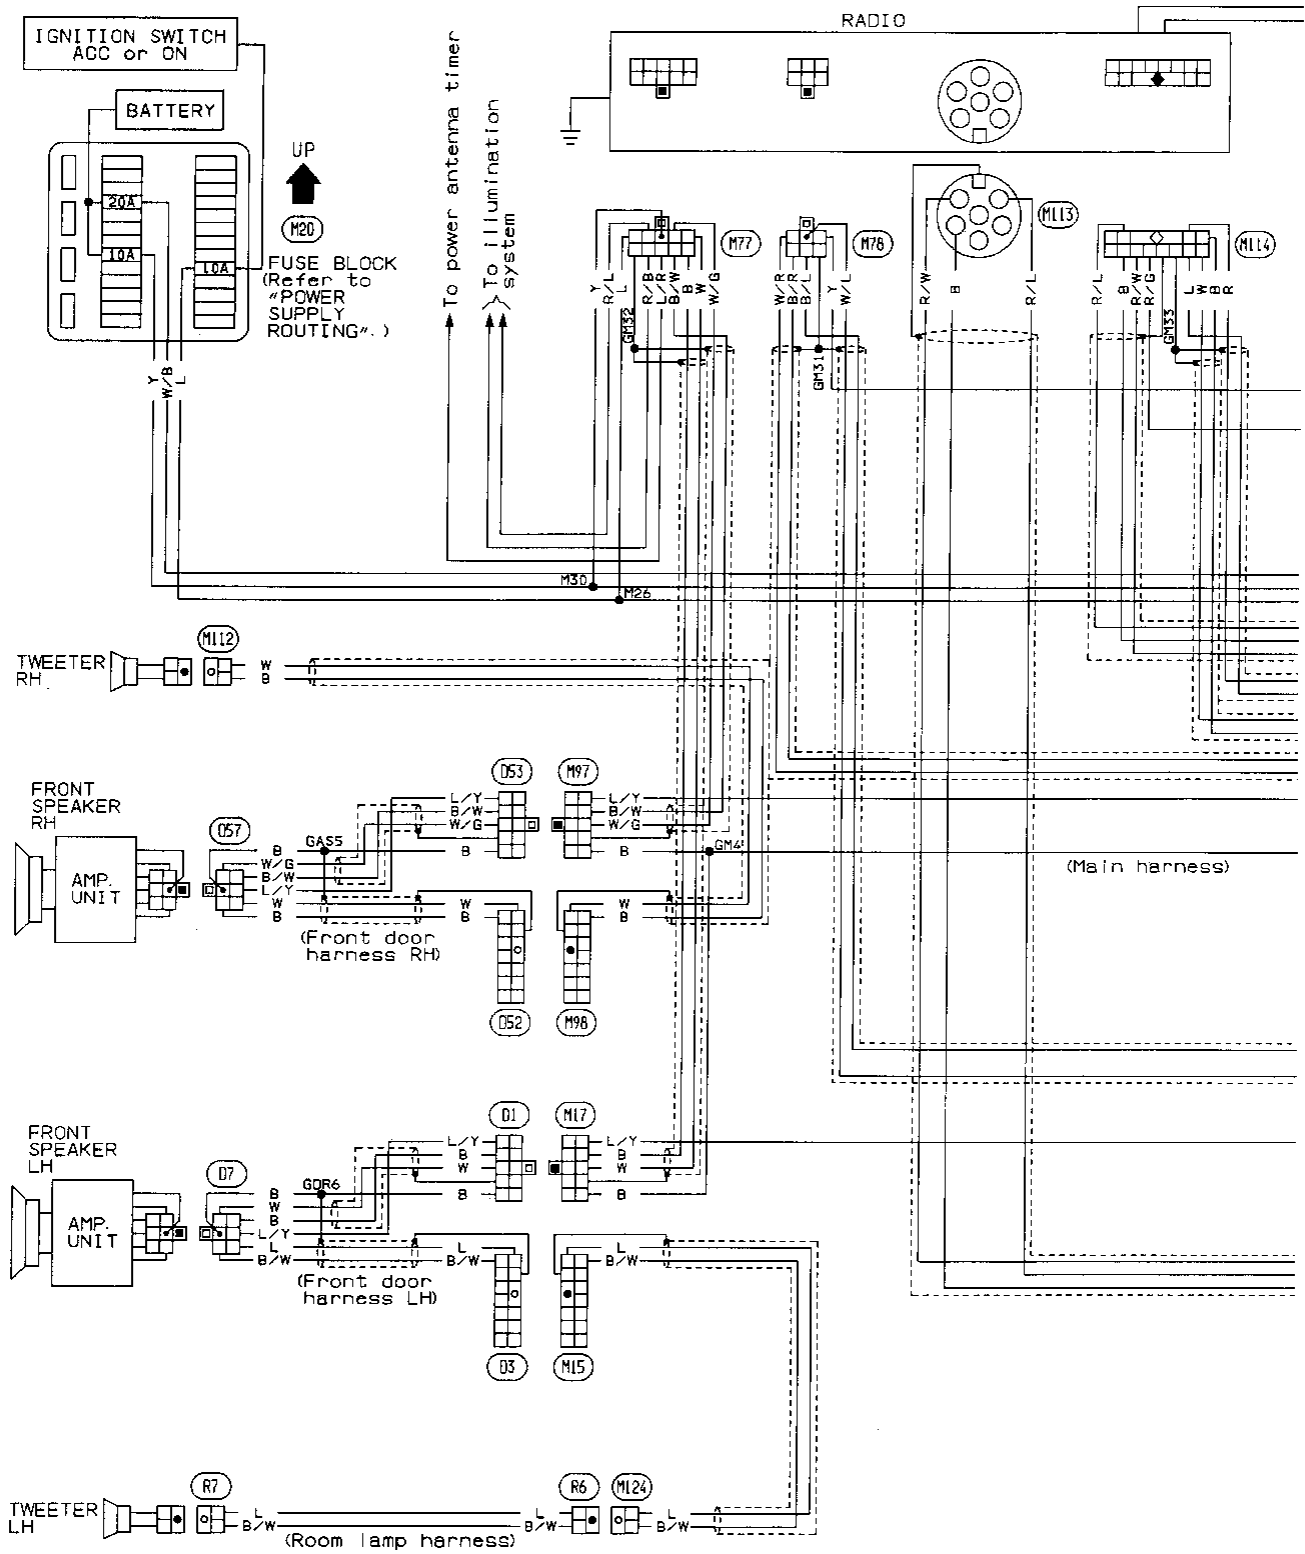 RADIO
IGNITION SWITCH
ACC or ON
BATTERY
UP
M20
20A
10A
10A
FUSE BLOCK
(Refer to
"POWER
SUPPLY
ROUTING".)
Y
W/B
L
To power antenna timer
To illumination
system
M77
M78
M113
M114
Y
R/L
L
R/B
L/R
B/W
B
W
W/G
GM32
W/R
B/R
B/L
Y
W/L
GM31
R/W
B
R/L
R/L
B
R/W
R/G
L
W
B
R
GM33
M30
M26
M112
TWEETER
RH
W
B
D53
M97
FRONT
SPEAKER
RH
D57
AMP.
UNIT
GAS5
B
W/G
B/W
L/Y
W
B
L/Y
B/W
W/G
B
L/Y
B/W
W/G
B
GM4
(Main harness)
W
B
W
B
(Front door
harness RH)
D52
M98
D1
M17
FRONT
SPEAKER
LH
D7
AMP.
UNIT
GDR6
B
W
B
L/Y
L
B/W
L/Y
B
W
B
L/Y
B
W
B
L
B/W
L
B/W
(Front door
harness LH)
D3
M15
R7
R6
M124
TWEETER
LH
L
B/W
L
B/W
L
B/W
(Room lamp harness)